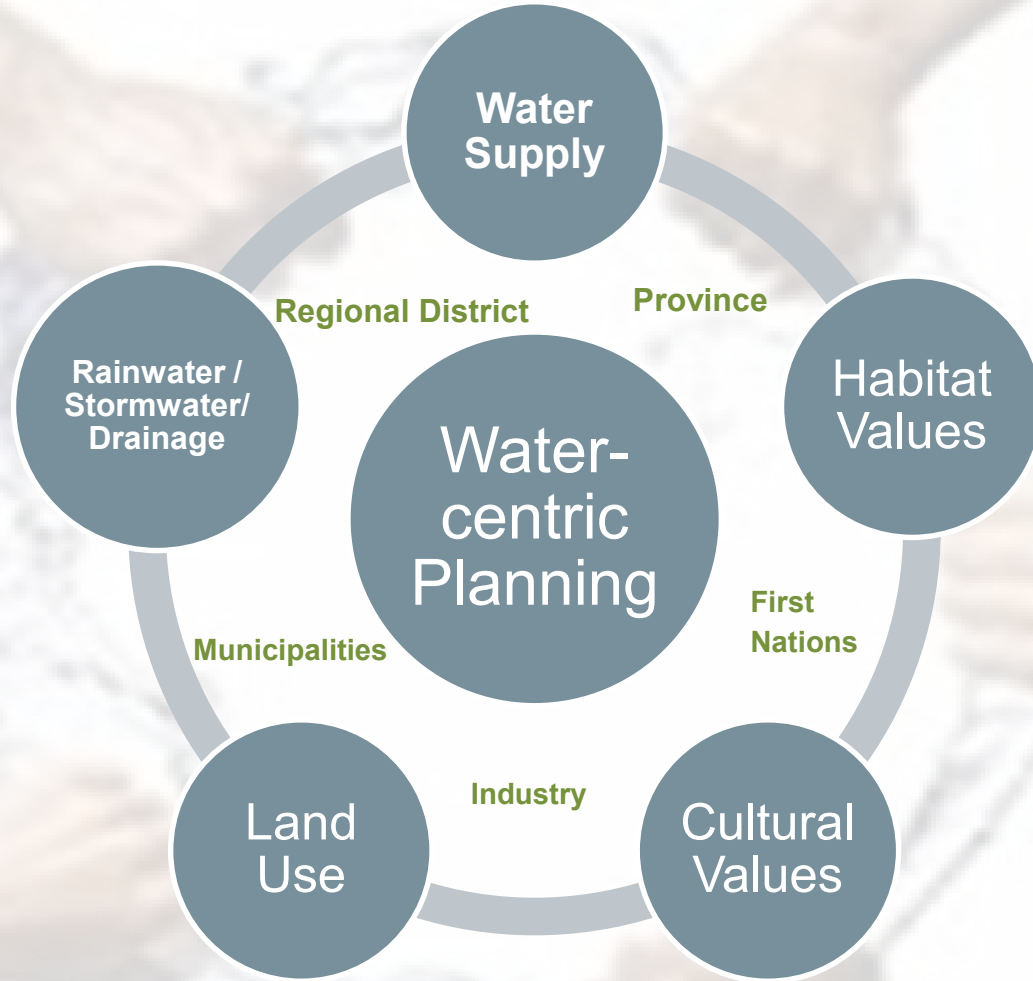 Water
Supply
Regional District
Province
Rainwater /
Stormwater/
Drainage
Habitat
Values
Water-
centric
Planning
First
Nations
Municipalities
Industry
Land
Use
Cultural
Values